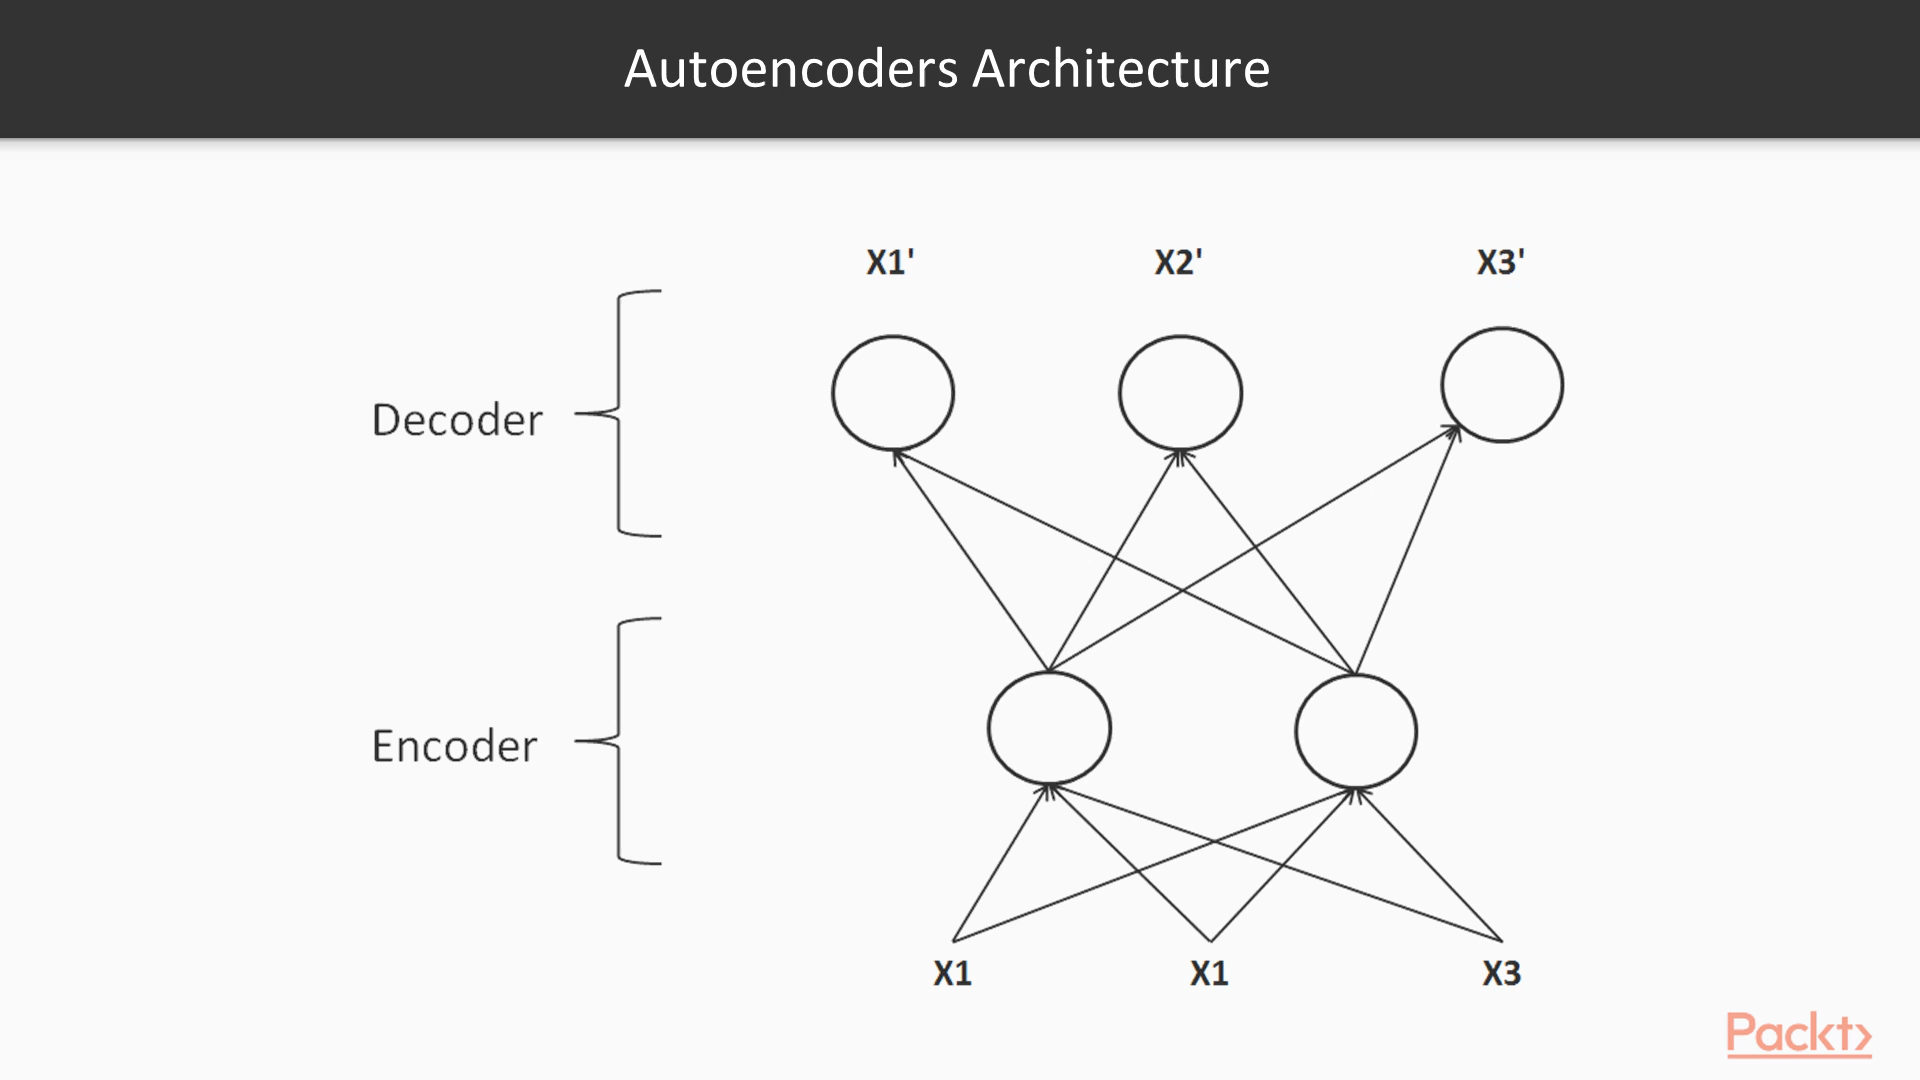 Autoencoders Architecture
X1' X2' X3'
Decoder
Encoder
X1 X1 X3
Packt>